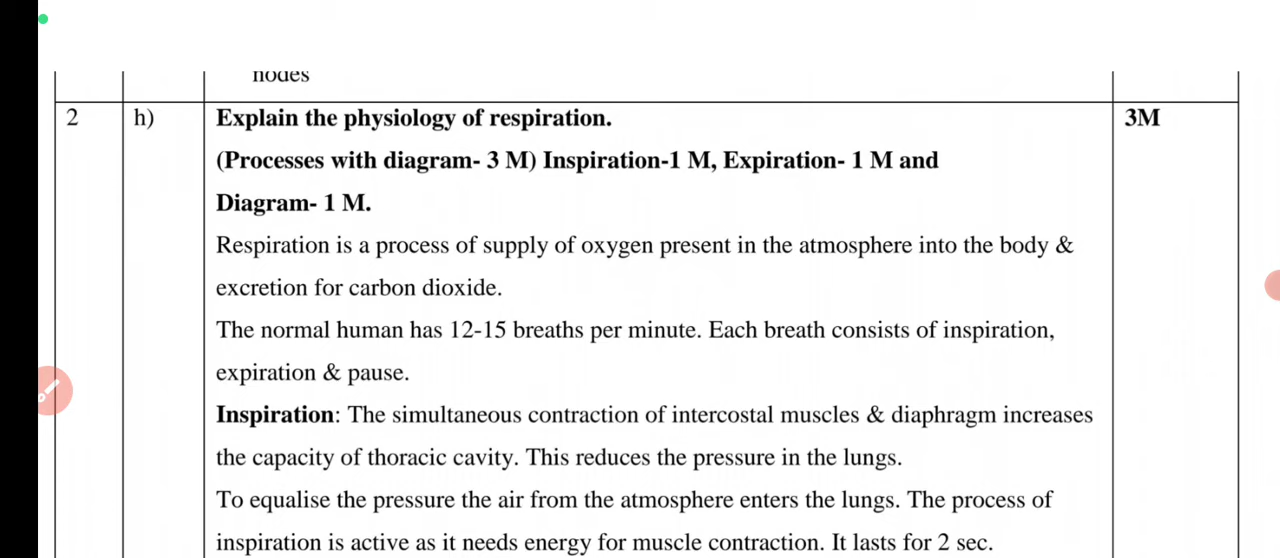 nodes
2 h) Explain the physiology of respiration. 3M
(Processes with diagram- 3 M) Inspiration-1 M, Expiration- 1 M and
Diagram- 1 M.
Respiration is a process of supply of oxygen present in the atmosphere into the body &
excretion for carbon dioxide.
The normal human has 12-15 breaths per minute. Each breath consists of inspiration,
expiration & pause.
Inspiration: The simultaneous contraction of intercostal muscles & diaphragm increases
the capacity of thoracic cavity. This reduces the pressure in the lungs.
To equalise the pressure the air from the atmosphere enters the lungs. The process of
inspiration is active as it needs energy for muscle contraction. It lasts for 2 sec.